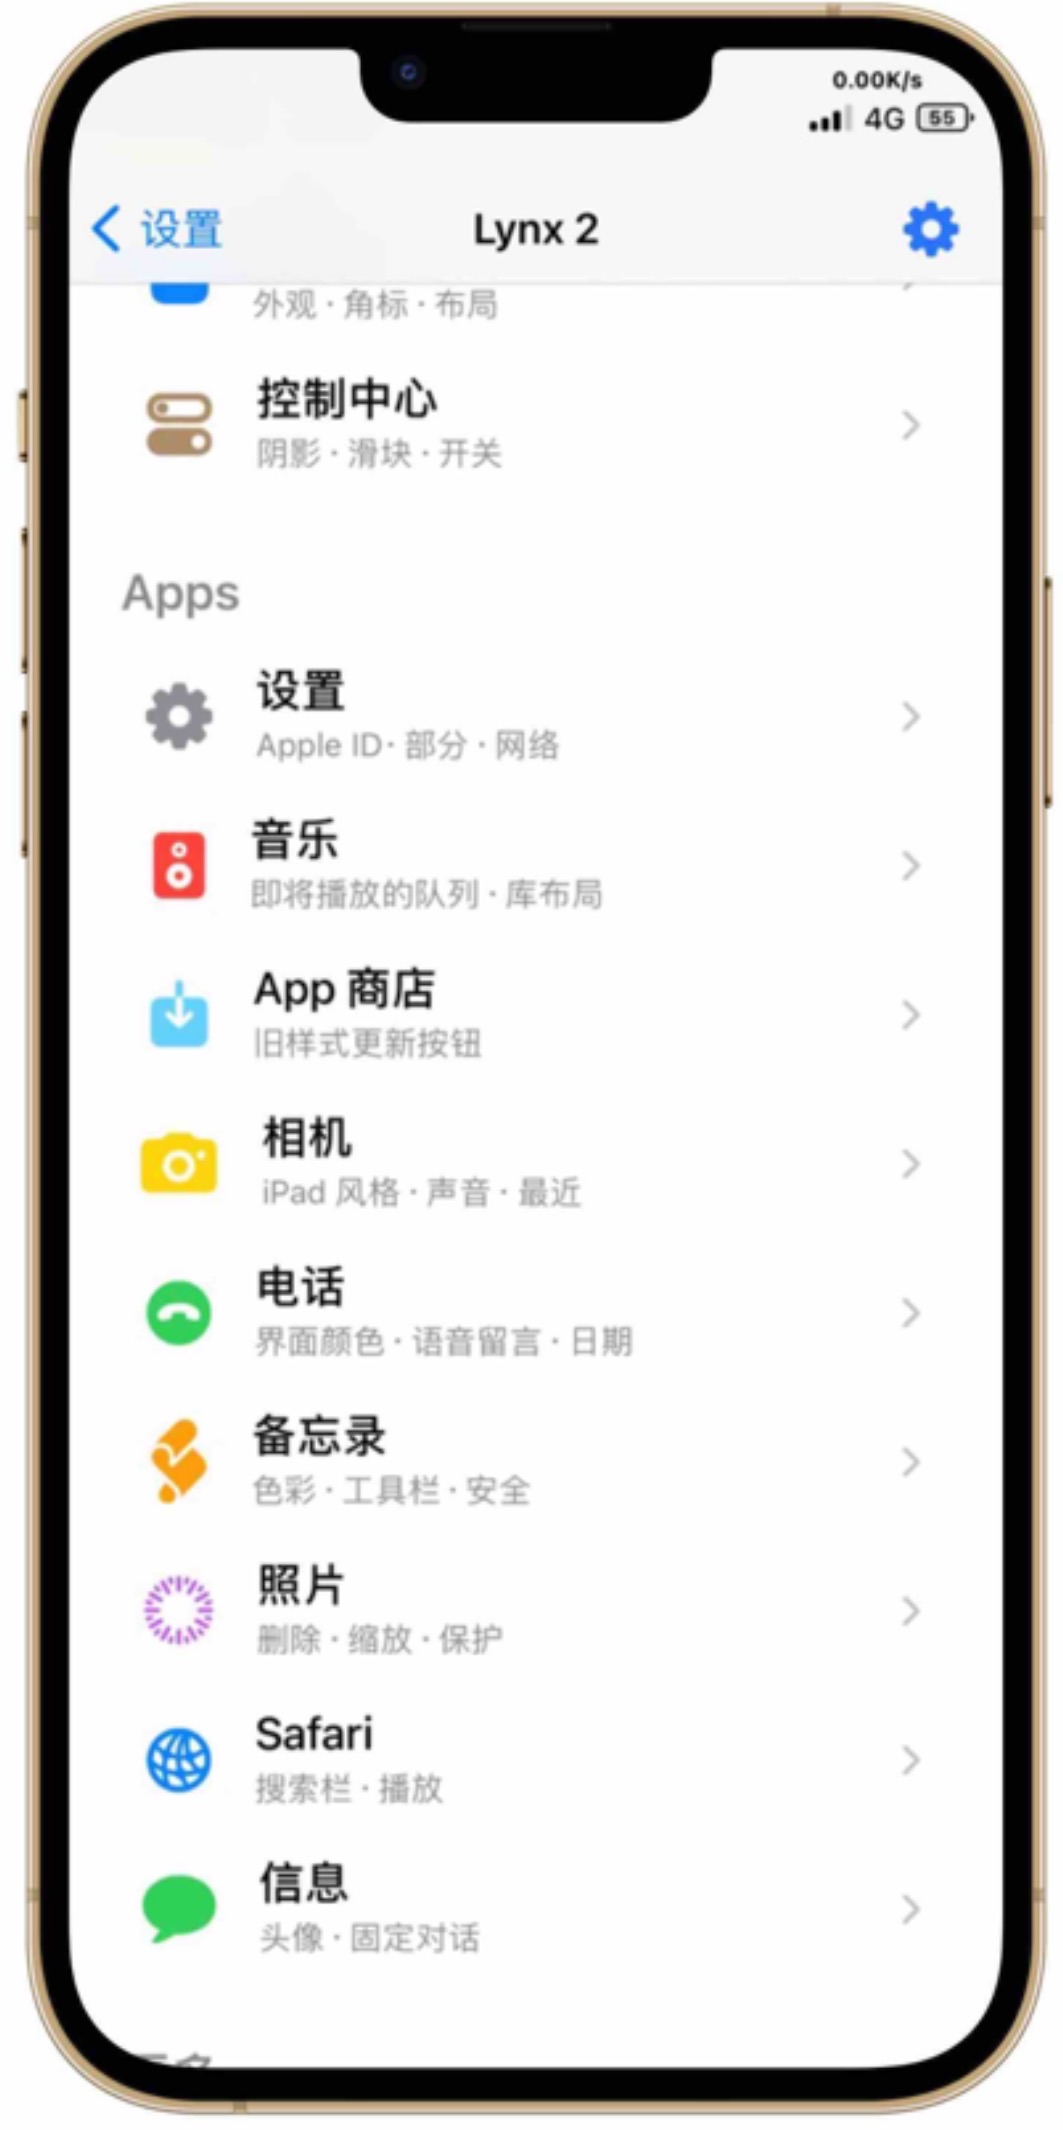 0.00K/s
4G 55
设置
Lynx 2
外观·角标·布局
控制中心
阴影·滑块·开关
Apps
设置
Apple ID·部分·网络
音乐
即将播放的队列·库布局
App 商店
旧样式更新按钮
相机
iPad 风格·声音·最近
电话
界面颜色·语音留言·日期
备忘录
色彩·工具栏·安全
照片
删除·缩放·保护
Safari
搜索栏·播放
信息
头像·固定对话